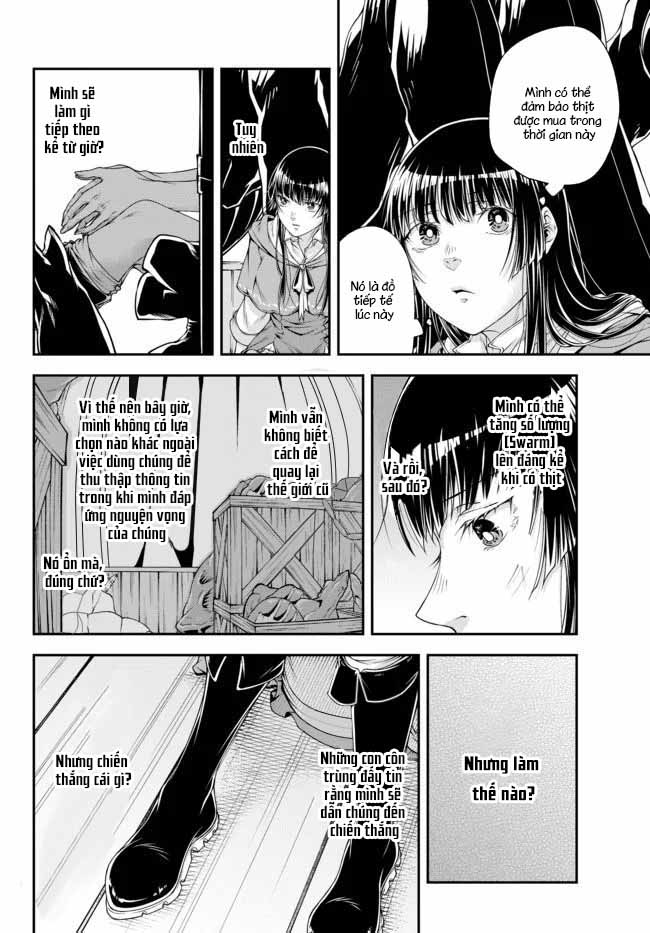 Mình có thể
đảm bảo thịt
được mua trong
thời gian này
Nó là đồ
tiếp tế
lúc này
Tuy
nhiên
Mình sẽ
làm gì
tiếp theo
kể từ giờ?
Mình có thể
tăng số lượng
[Swarm]
lên đáng kể
khi có thịt
Và rồi,
sau đó?
Mình vẫn
không biết
cách để
quay lại
thế giới cũ
Vì thế nên bây giờ,
mình không có lựa
chọn nào khác ngoài
việc dùng chúng để
thu thập thông tin
trong khi mình đáp
ứng nguyện vọng
của chúng
Nó ổn mà,
đúng chứ?
Nhưng làm
thế nào?
Những con côn
trùng đấy tin
rằng mình sẽ
dẫn chúng đến
chiến thắng
Nhưng chiến
thắng cái gì?